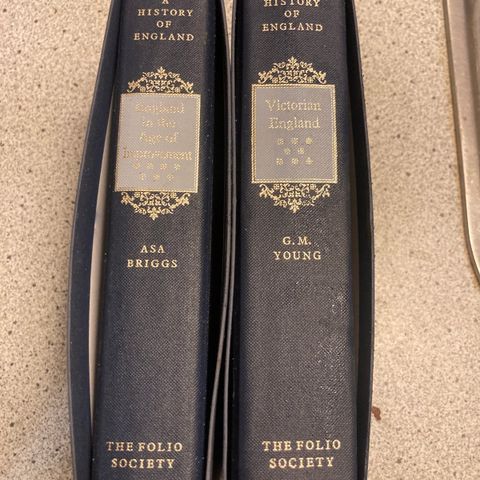 A
HISTORY
OF
ENGLAND
England
in the
Age of
Improvement
ASA
BRIGGS
THE FOLIO
SOCIETY
HISTORY
OF
ENGLAND
Victorian
England
G.M.
YOUNG
THE FOLIO
SOCIETY